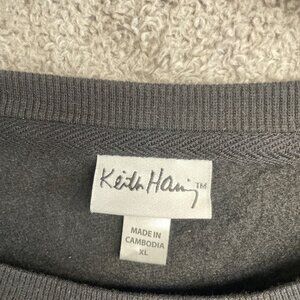 Keith Haring™
MADE IN
CAMBODIA
XL